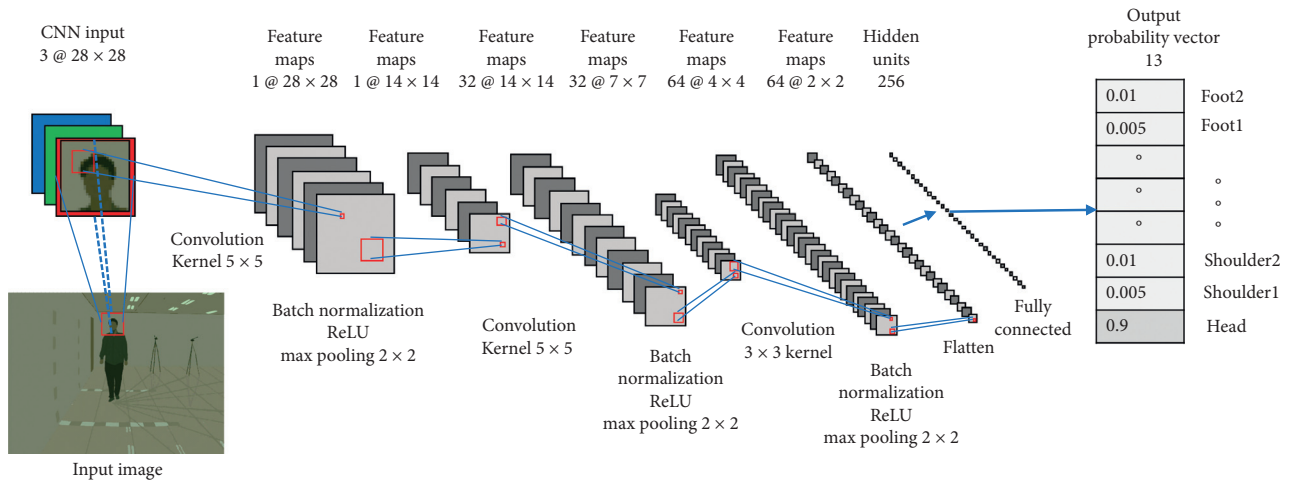 CNN input
3 @ 28 × 28
Feature
maps
1 @ 28 × 28
Feature
maps
1 @ 14 × 14
Feature
maps
32 @ 14 × 14
Feature
maps
32 @ 7 × 7
Feature
maps
64 @ 4 × 4
Feature
maps
64 @ 2 × 2
Hidden
units
256
Output
probability vector
13
0.01
Foot2
0.005
Foot1
0.01
Shoulder2
0.005
Shoulder1
0.9
Head
Convolution
Kernel 5 × 5
Batch normalization
ReLU
max pooling 2 × 2
Convolution
Kernel 5 × 5
Batch
normalization
ReLU
max pooling 2 × 2
Convolution
3 × 3 kernel
Batch
normalization
ReLU
max pooling 2 × 2
Flatten
Fully
connected
Input image